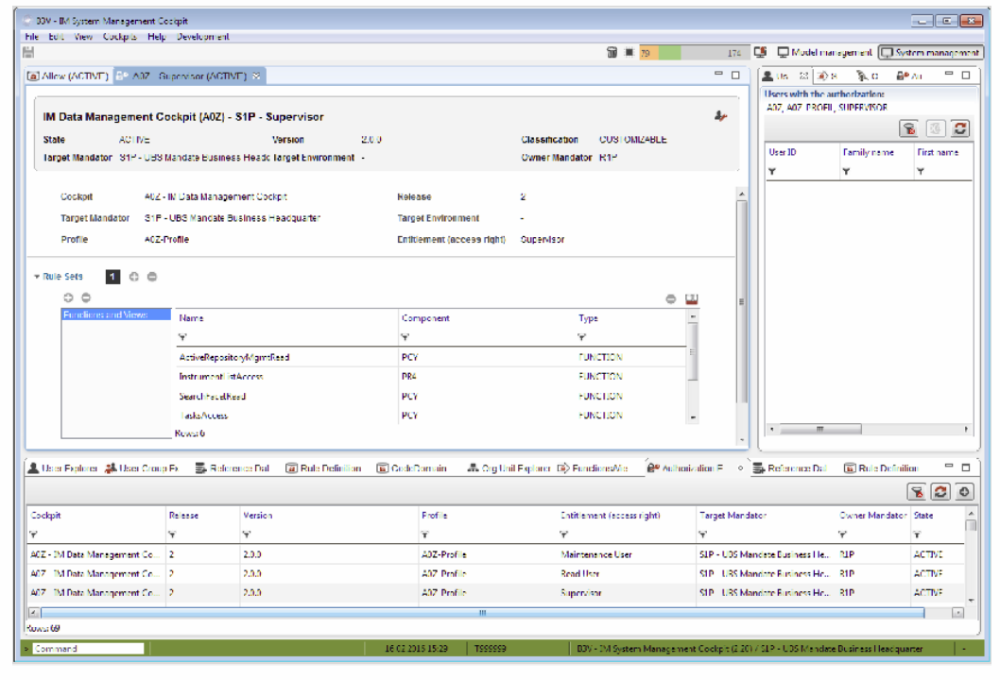 B3V - IM System Management Cockpit
File Edit View Cockpits Help Development
79 174 Model management System management
Allow (ACTIVE) A0Z - Supervisor (ACTIVE)
IM Data Management Cockpit (A0Z) - S1P - Supervisor
State ACTIVE Version 2.0.0 Classification CUSTOMIZABLE
Target Mandator S1P - UBS Mandate Business Headq Target Environment - Owner Mandator R1P
Cockpit A0Z - IM Data Management Cockpit Release 2
Target Mandator S1P - UBS Mandate Business Headquarter Target Environment -
Profile A0Z-Profile Entitlement (access right) Supervisor
Rule Sets 1
Functions and Views
Name Component Type
ActiveRepositoryMgmtRead PCY FUNCTION
InstrumentListAccess FUNCTION
SearchFacetRead PCY FUNCTION
TasksAccess PCY FUNCTION
Rows: 6
Us S C Au
Users with the authorization:
A0Z, A0Z-PROFIL, SUPERVISOR
User ID Family name First name
User Explorer User Group Ex Reference Dat Rule Definition CodeDomain Org Unit Explorer Functions/Vie Authorization E Reference Dat Rule Definition
Cockpit Release Version Profile Entitlement (access right) Target Mandator Owner Mandator State
A0Z - IM Data Management Co... 2 2.0.0 A0Z-Profile Maintenance User S1P - UBS Mandate Business He... R1P ACTIVE
A0Z - IM Data Management Co... 2 2.0.0 A0Z-Profile Read User S1P - UBS Mandate Business He... R1P ACTIVE
A0Z - IM Data Management Co... 2 2.0.0 A0Z-Profile Supervisor S1P - UBS Mandate Business He... R1P ACTIVE
Rows: 69
> Command 16.02.2016 15:29 T999999 B3V - IM System Management Cockpit (2.20) / S1P - UBS Mandate Business Headquarter -